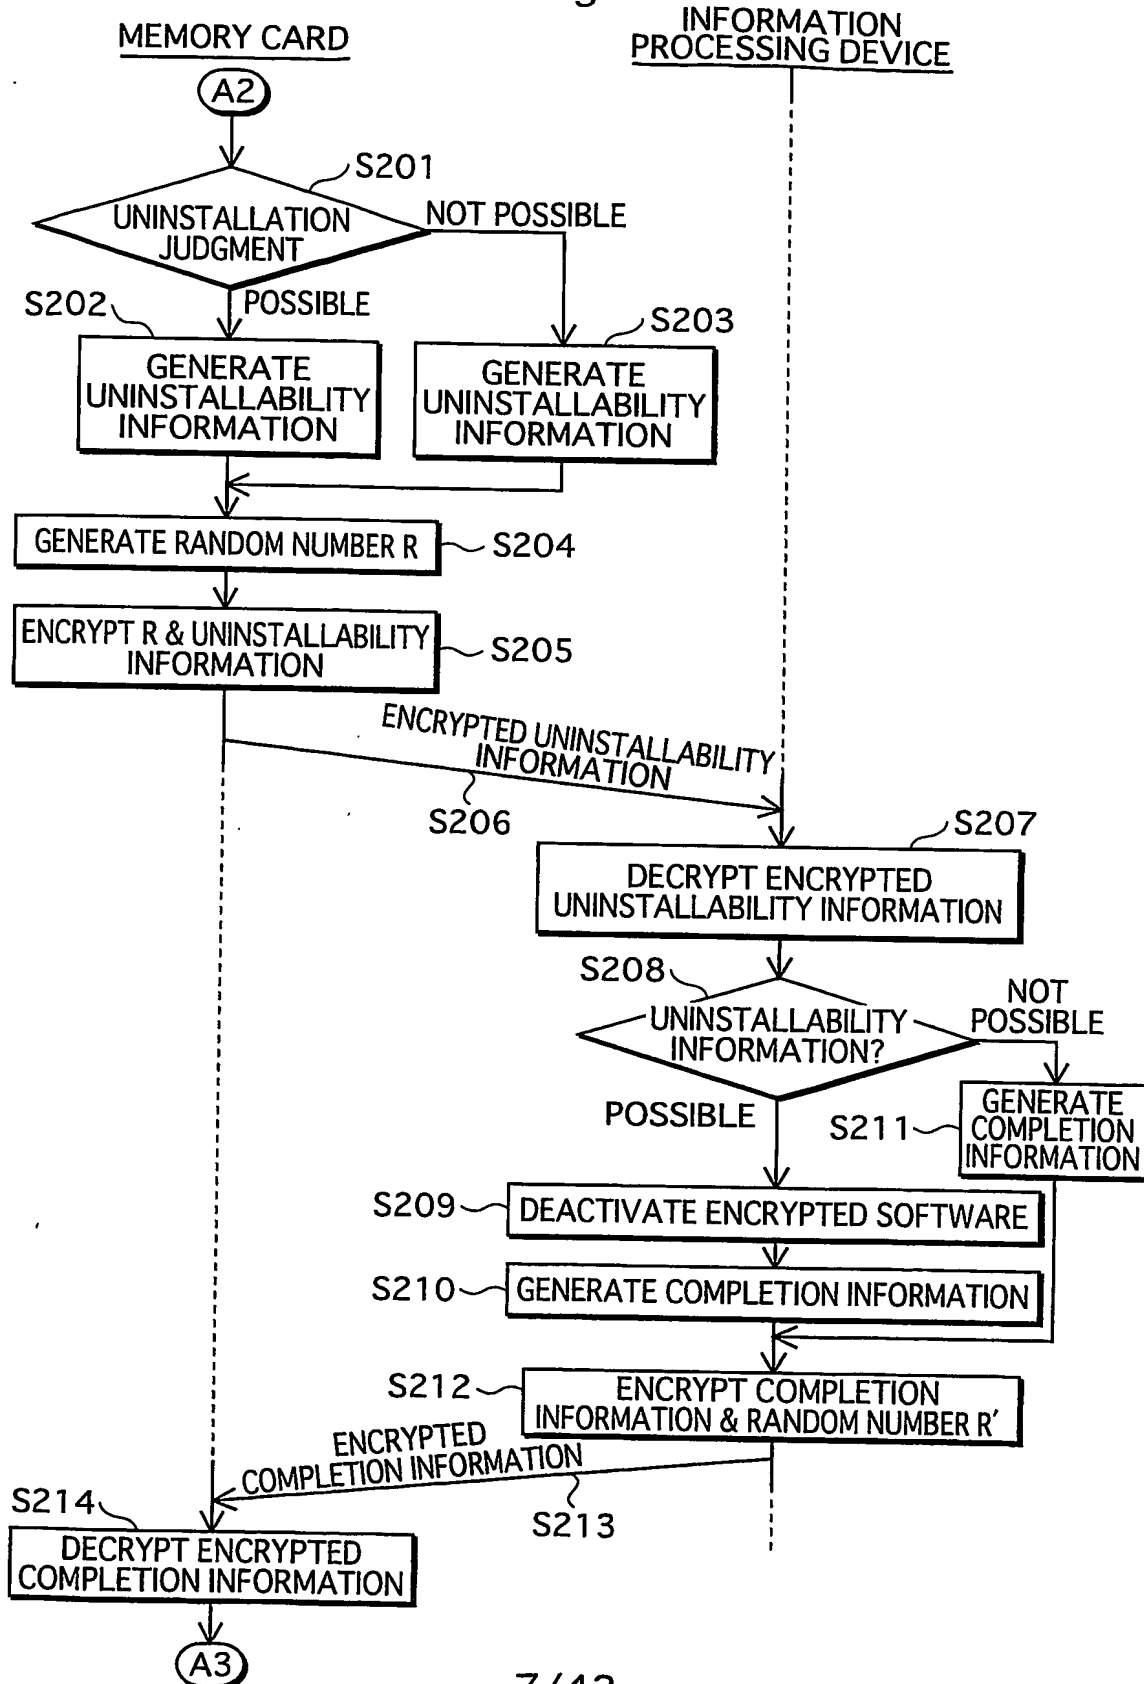 MEMORY CARD
INFORMATION
PROCESSING DEVICE
A2
S201
UNINSTALLATION
JUDGMENT
NOT POSSIBLE
S202
POSSIBLE
S203
GENERATE
UNINSTALLABILITY
INFORMATION
GENERATE
UNINSTALLABILITY
INFORMATION
GENERATE RANDOM NUMBER R
S204
ENCRYPT R & UNINSTALLABILITY
INFORMATION
S205
ENCRYPTED UNINSTALLABILITY
INFORMATION
S206
S207
DECRYPT ENCRYPTED
UNINSTALLABILITY INFORMATION
S208
UNINSTALLABILITY
INFORMATION?
NOT
POSSIBLE
POSSIBLE
S211
GENERATE
COMPLETION
INFORMATION
S209
DEACTIVATE ENCRYPTED SOFTWARE
S210
GENERATE COMPLETION INFORMATION
S212
ENCRYPT COMPLETION
INFORMATION & RANDOM NUMBER R′
ENCRYPTED
COMPLETION INFORMATION
S213
S214
DECRYPT ENCRYPTED
COMPLETION INFORMATION
A3